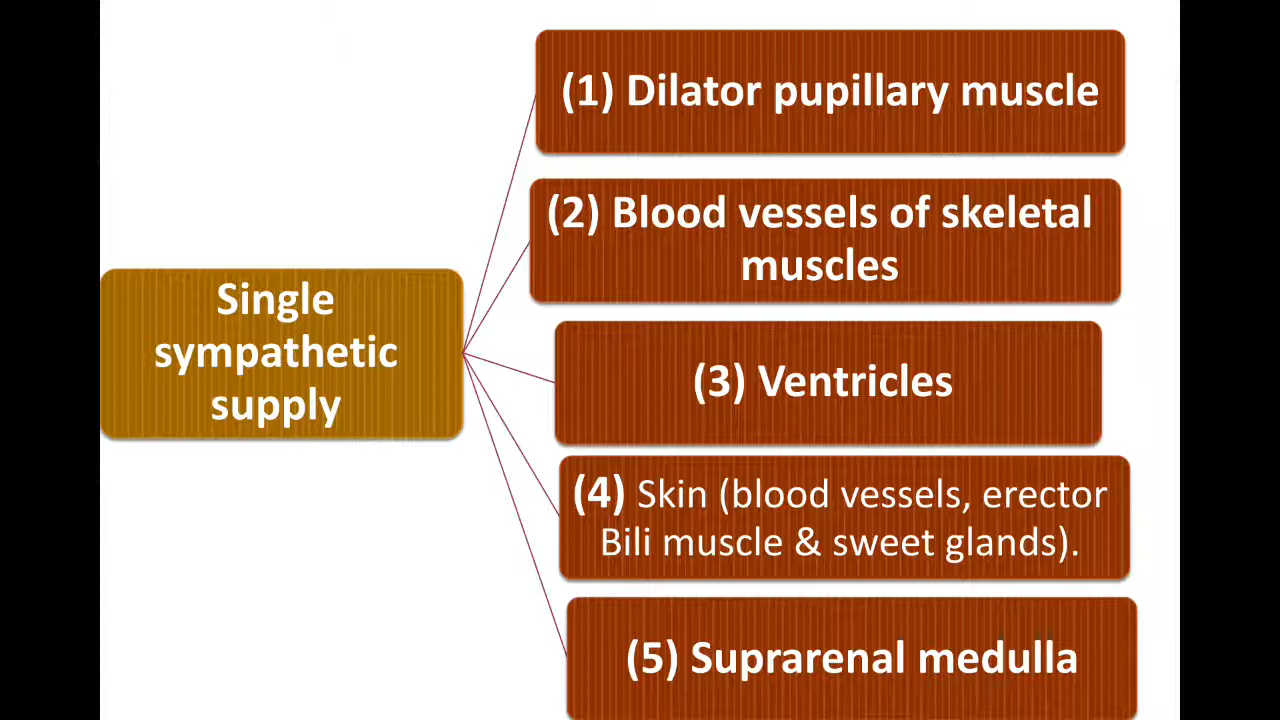 Single
sympathetic
supply
(1) Dilator pupillary muscle
(2) Blood vessels of skeletal
muscles
(3) Ventricles
(4) Skin (blood vessels, erector
Bili muscle & sweet glands).
(5) Suprarenal medulla